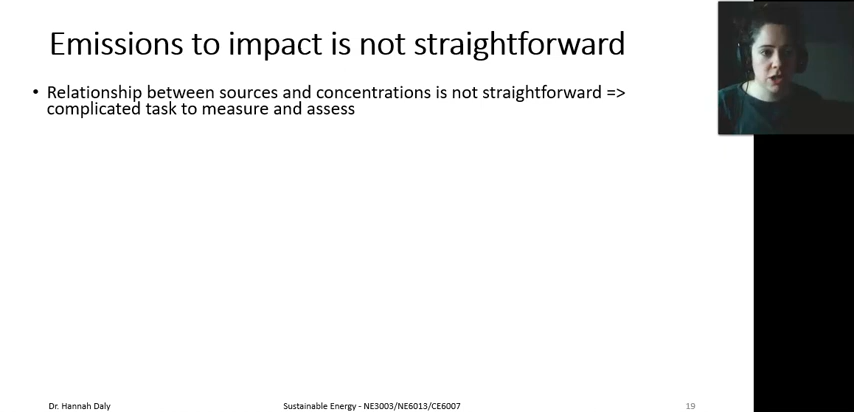 Emissions to impact is not straightforward
• Relationship between sources and concentrations is not straightforward =>
complicated task to measure and assess
Dr. Hannah Daly
Sustainable Energy - NE3003/NE6013/CE6007
19